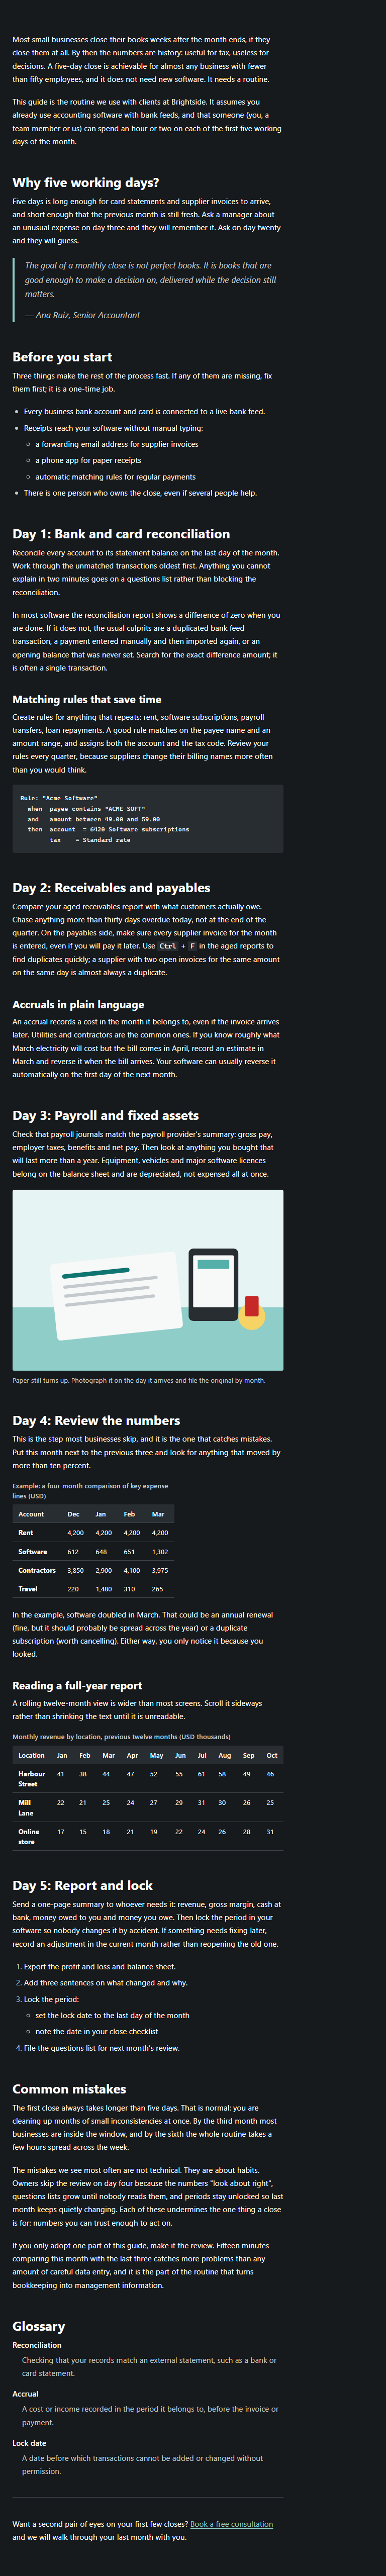 Most small businesses close their books weeks after the month ends, if they
close them at all. By then the numbers are history: useful for tax, useless for
decisions. A five-day close is achievable for almost any business with fewer
than fifty employees, and it does not need new software. It needs a routine.
This guide is the routine we use with clients at Brightside. It assumes you
already use accounting software with bank feeds, and that someone (you, a
team member or us) can spend an hour or two on each of the first five working
days of the month.
Why five working days?
Five days is long enough for card statements and supplier invoices to arrive,
and short enough that the previous month is still fresh. Ask a manager about
an unusual expense on day three and they will remember it. Ask on day twenty
and they will guess.
The goal of a monthly close is not perfect books. It is books that are
good enough to make a decision on, delivered while the decision still
matters.
— Ana Ruiz, Senior Accountant
Before you start
Three things make the rest of the process fast. If any of them are missing, fix
them first; it is a one-time job.
• Every business bank account and card is connected to a live bank feed.
• Receipts reach your software without manual typing:
◦ a forwarding email address for supplier invoices
◦ a phone app for paper receipts
◦ automatic matching rules for regular payments
• There is one person who owns the close, even if several people help.
Day 1: Bank and card reconciliation
Reconcile every account to its statement balance on the last day of the month.
Work through the unmatched transactions oldest first. Anything you cannot
explain in two minutes goes on a questions list rather than blocking the
reconciliation.
In most software the reconciliation report shows a difference of zero when you
are done. If it does not, the usual culprits are a duplicated bank feed
transaction, a payment entered manually and then imported again, or an
opening balance that was never set. Search for the exact difference amount; it
is often a single transaction.
Matching rules that save time
Create rules for anything that repeats: rent, software subscriptions, payroll
transfers, loan repayments. A good rule matches on the payee name and an
amount range, and assigns both the account and the tax code. Review your
rules every quarter, because suppliers change their billing names more often
than you would think.
Rule: "Acme Software"
when payee contains "ACME SOFT"
and amount between 49.00 and 59.00
then account = 6420 Software subscriptions
tax = Standard rate
Day 2: Receivables and payables
Compare your aged receivables report with what customers actually owe.
Chase anything more than thirty days overdue today, not at the end of the
quarter. On the payables side, make sure every supplier invoice for the month
is entered, even if you will pay it later. Use Ctrl + F in the aged reports to
find duplicates quickly; a supplier with two open invoices for the same amount
on the same day is almost always a duplicate.
Accruals in plain language
An accrual records a cost in the month it belongs to, even if the invoice arrives
later. Utilities and contractors are the common ones. If you know roughly what
March electricity will cost but the bill comes in April, record an estimate in
March and reverse it when the bill arrives. Your software can usually reverse it
automatically on the first day of the next month.
Day 3: Payroll and fixed assets
Check that payroll journals match the payroll provider's summary: gross pay,
employer taxes, benefits and net pay. Then look at anything you bought that
will last more than a year. Equipment, vehicles and major software licences
belong on the balance sheet and are depreciated, not expensed all at once.
Paper still turns up. Photograph it on the day it arrives and file the original by month.
Day 4: Review the numbers
This is the step most businesses skip, and it is the one that catches mistakes.
Put this month next to the previous three and look for anything that moved by
more than ten percent.
Example: a four-month comparison of key expense
lines (USD)
Account Dec Jan Feb Mar
Rent 4,200 4,200 4,200 4,200
Software 612 648 651 1,302
Contractors 3,850 2,900 4,100 3,975
Travel 220 1,480 310 265
In the example, software doubled in March. That could be an annual renewal
(fine, but it should probably be spread across the year) or a duplicate
subscription (worth cancelling). Either way, you only notice it because you
looked.
Reading a full-year report
A rolling twelve-month view is wider than most screens. Scroll it sideways
rather than shrinking the text until it is unreadable.
Monthly revenue by location, previous twelve months (USD thousands)
Location Jan Feb Mar Apr May Jun Jul Aug Sep Oct
Harbour Street 41 38 44 47 52 55 61 58 49 46
Mill Lane 22 21 25 24 27 29 31 30 26 25
Online store 17 15 18 21 19 22 24 26 28 31
Day 5: Report and lock
Send a one-page summary to whoever needs it: revenue, gross margin, cash at
bank, money owed to you and money you owe. Then lock the period in your
software so nobody changes it by accident. If something needs fixing later,
record an adjustment in the current month rather than reopening the old one.
1. Export the profit and loss and balance sheet.
2. Add three sentences on what changed and why.
3. Lock the period:
◦ set the lock date to the last day of the month
◦ note the date in your close checklist
4. File the questions list for next month's review.
Common mistakes
The first close always takes longer than five days. That is normal: you are
cleaning up months of small inconsistencies at once. By the third month most
businesses are inside the window, and by the sixth the whole routine takes a
few hours spread across the week.
The mistakes we see most often are not technical. They are about habits.
Owners skip the review on day four because the numbers "look about right",
questions lists grow until nobody reads them, and periods stay unlocked so last
month keeps quietly changing. Each of these undermines the one thing a close
is for: numbers you can trust enough to act on.
If you only adopt one part of this guide, make it the review. Fifteen minutes
comparing this month with the last three catches more problems than any
amount of careful data entry, and it is the part of the routine that turns
bookkeeping into management information.
Glossary
Reconciliation
Checking that your records match an external statement, such as a bank or
card statement.
Accrual
A cost or income recorded in the period it belongs to, before the invoice or
payment.
Lock date
A date before which transactions cannot be added or changed without
permission.
Want a second pair of eyes on your first few closes? Book a free consultation
and we will walk through your last month with you.